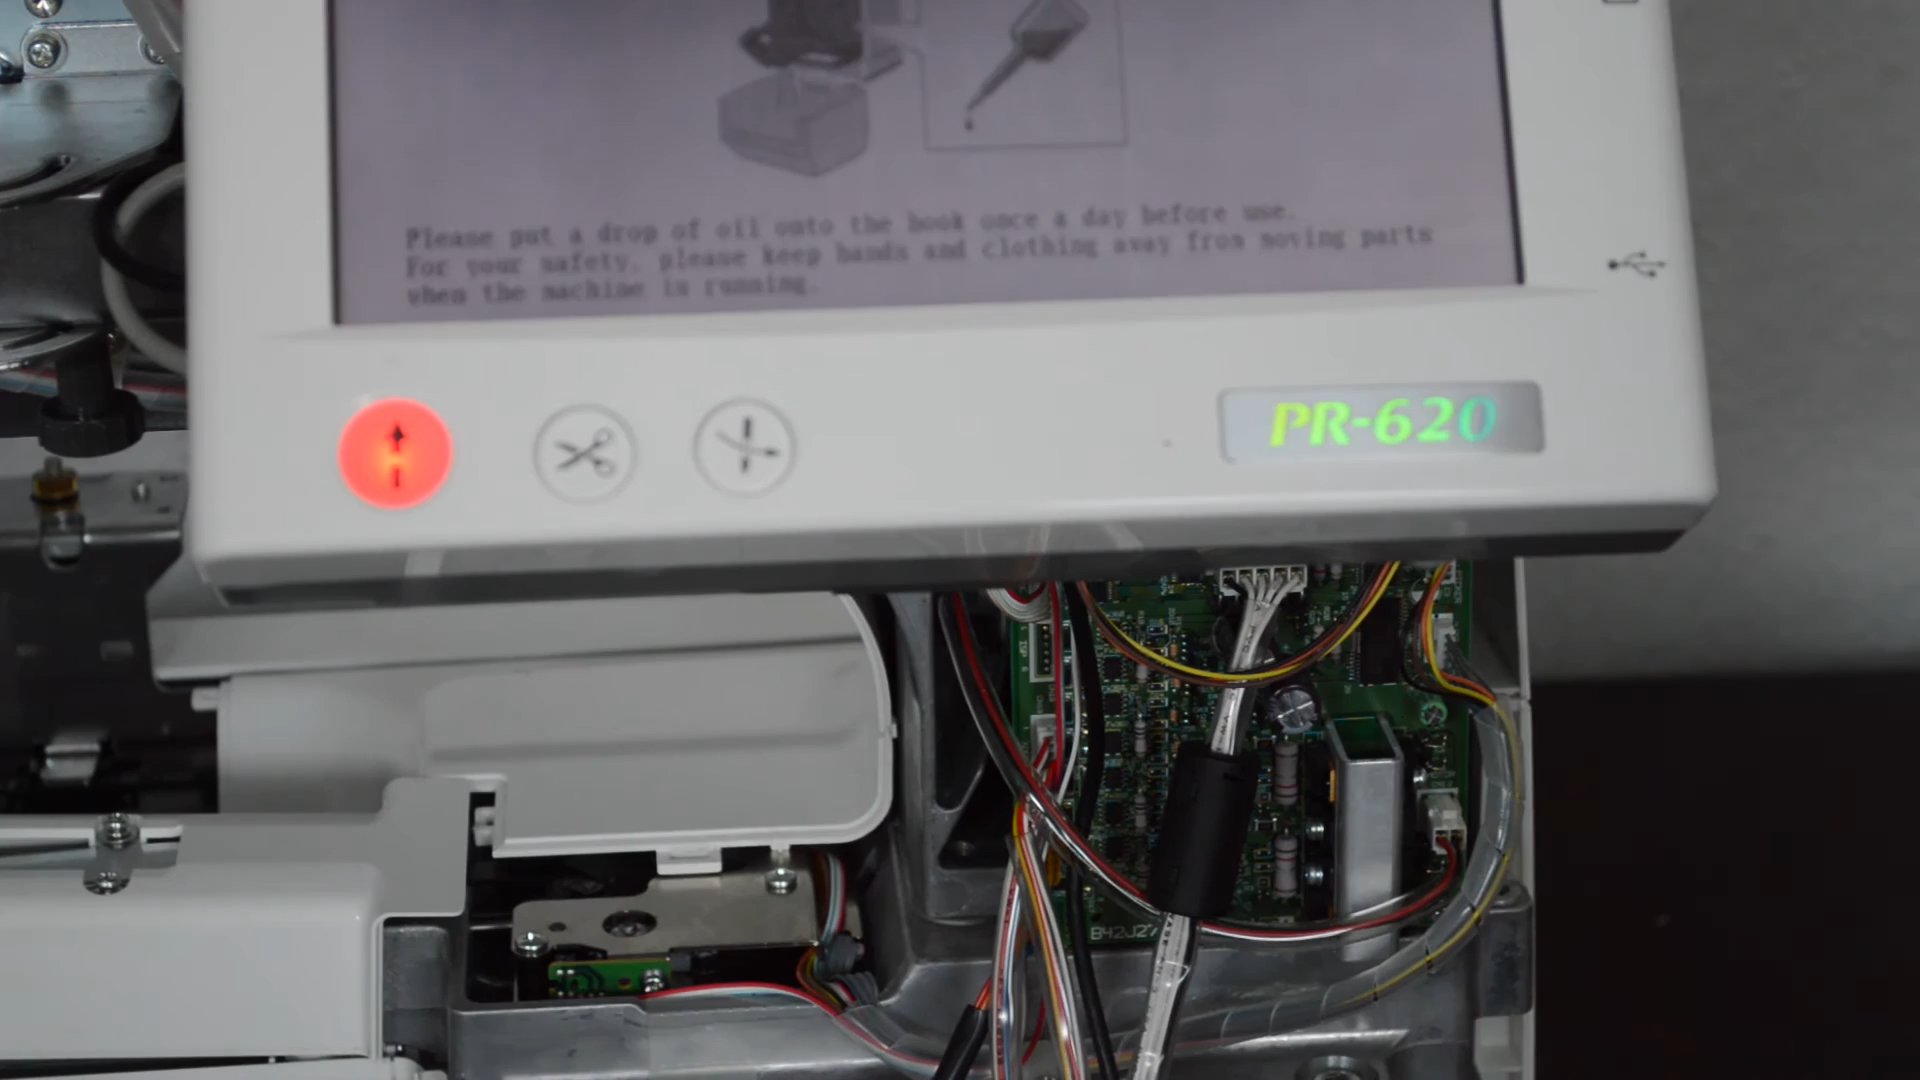 Please put a drop of oil onto the hook once a day before use.
For your safety, please keep hands and clothing away from moving parts
when the machine is running.
PR-620
B42J27